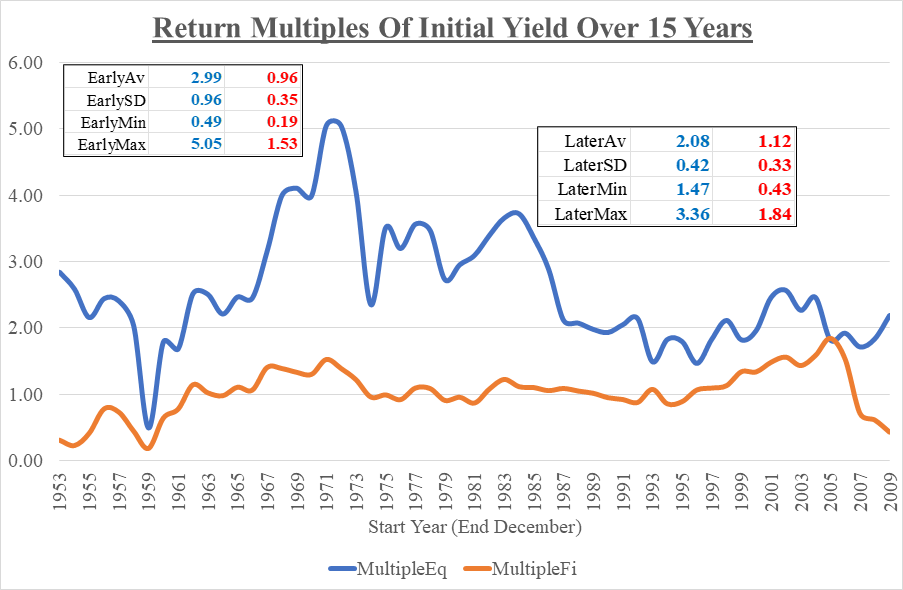 Return Multiples Of Initial Yield Over 15 Years
6.00
EarlyAv 2.99 0.96
EarlySD 0.96 0.35
EarlyMin 0.49 0.19
EarlyMax 5.05 1.53
5.00
LaterAv 2.08 1.12
LaterSD 0.42 0.33
LaterMin 1.47 0.43
LaterMax 3.36 1.84
4.00
3.00
2.00
1.00
0.00
1953 1955 1957 1959 1961 1963 1965 1967 1969 1971 1973 1975 1977 1979 1981 1983 1985 1987 1989 1991 1993 1995 1997 1999 2001 2003 2005 2007 2009
Start Year (End December)
MultipleEq MultipleFi